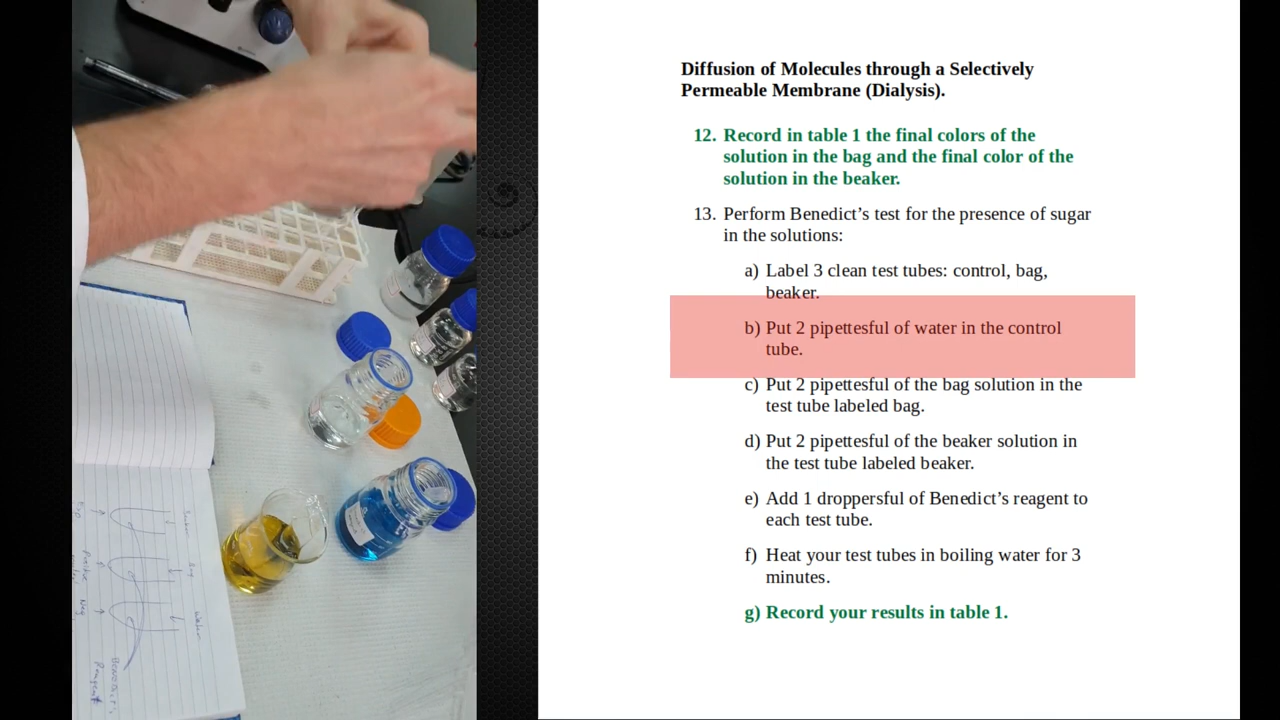 Diffusion of Molecules through a Selectively
Permeable Membrane (Dialysis).
12. Record in table 1 the final colors of the
solution in the bag and the final color of the
solution in the beaker.
13. Perform Benedict’s test for the presence of sugar
in the solutions:
a) Label 3 clean test tubes: control, bag,
beaker.
b) Put 2 pipettesful of water in the control
tube.
c) Put 2 pipettesful of the bag solution in the
test tube labeled bag.
d) Put 2 pipettesful of the beaker solution in
the test tube labeled beaker.
e) Add 1 droppersful of Benedict’s reagent to
each test tube.
f) Heat your test tubes in boiling water for 3
minutes.
g) Record your results in table 1.